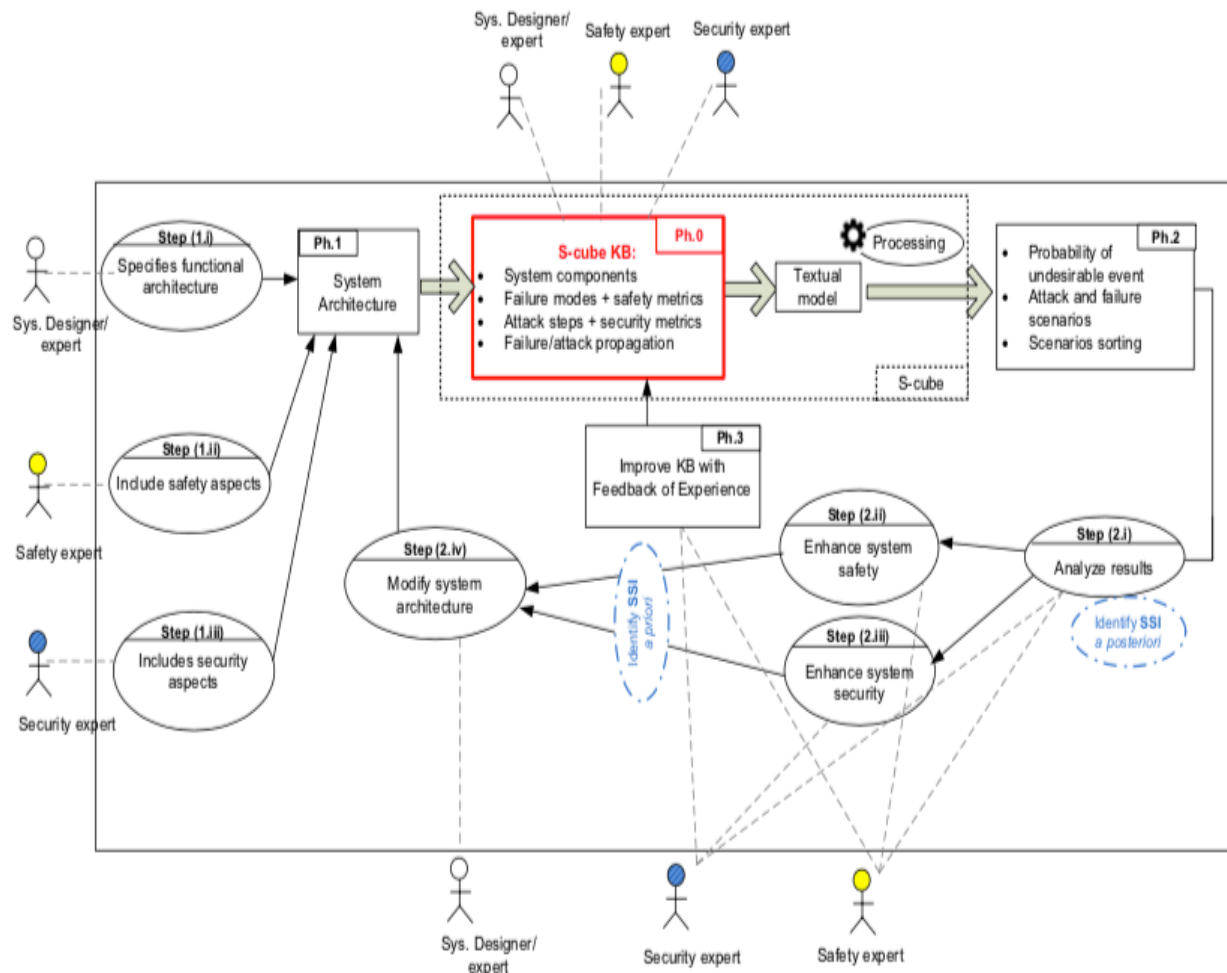 Sys. Designer/
expert
Safety expert
Security expert
Step (1.i)
Specifies functional
architecture
Sys. Designer/
expert
Ph.1
System
Architecture
Ph.0
S-cube KB:
• System components
• Failure modes + safety metrics
• Attack steps + security metrics
• Failure/attack propagation
Processing
Textual
model
S-cube
Ph.2
• Probability of
undesirable event
• Attack and failure
scenarios
• Scenarios sorting
Step (1.ii)
Include safety aspects
Safety expert
Ph.3
Improve KB with
Feedback of Experience
Step (2.ii)
Enhance system
safety
Step (2.i)
Analyze results
Identify SSI
a posteriori
Step (2.iv)
Modify system
architecture
Identify SSI
a priori
Step (2.iii)
Enhance system
security
Step (1.iii)
Includes security
aspects
Security expert
Sys. Designer/
expert
Security expert
Safety expert